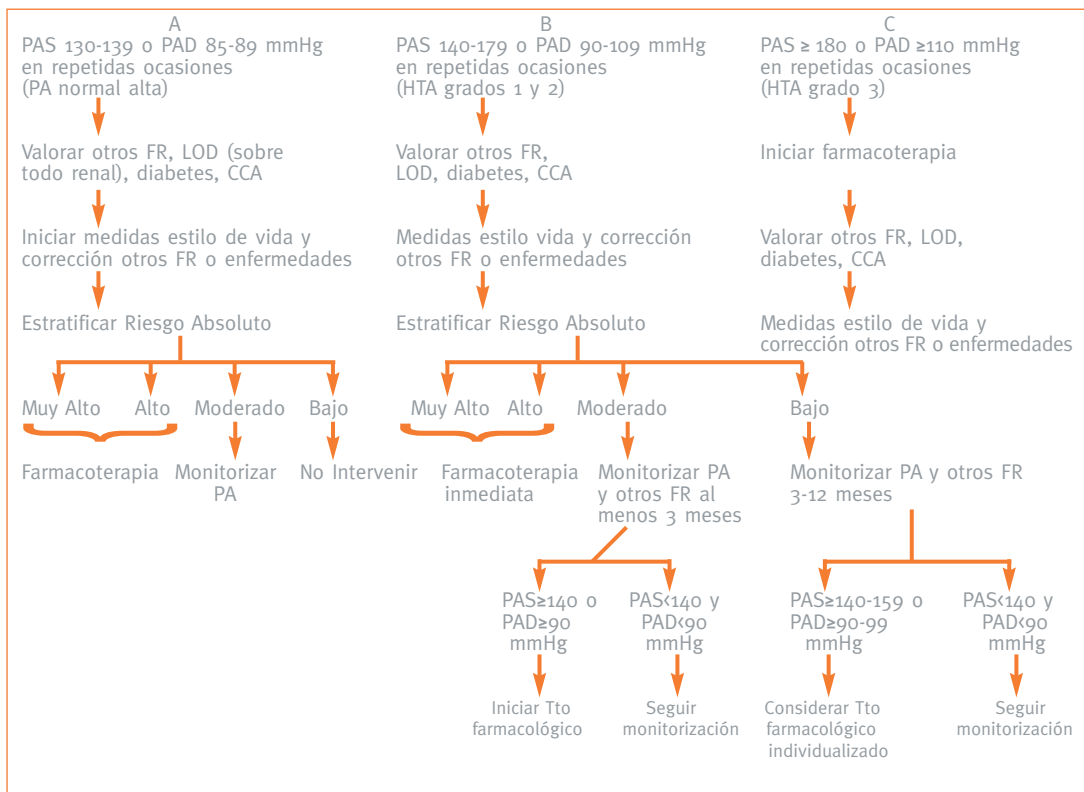 A
PAS 130-139 o PAD 85-89 mmHg
en repetidas ocasiones
(PA normal alta)
Valorar otros FR, LOD (sobre
todo renal), diabetes, CCA
Iniciar medidas estilo de vida y
corrección otros FR o enfermedades
Estratificar Riesgo Absoluto
Muy Alto
Alto
Moderado
Bajo
Farmacoterapia
Monitorizar
PA
No Intervenir
B
PAS 140-179 o PAD 90-109 mmHg
en repetidas ocasiones
(HTA grados 1 y 2)
Valorar otros FR,
LOD, diabetes, CCA
Medidas estilo vida y corrección
otros FR o enfermedades
Estratificar Riesgo Absoluto
Muy Alto
Alto
Moderado
Bajo
Farmacoterapia
inmediata
Monitorizar PA
y otros FR al
menos 3 meses
Monitorizar PA y otros FR
3-12 meses
PAS≥140 o
PAD≥90
mmHg
PAS<140 y
PAD<90
mmHg
PAS≥140-159 o
PAD≥90-99
mmHg
PAS<140 y
PAD<90
mmHg
Iniciar Tto
farmacológico
Seguir
monitorización
Considerar Tto
farmacológico
individualizado
Seguir
monitorización
C
PAS ≥ 180 o PAD ≥110 mmHg
en repetidas ocasiones
(HTA grado 3)
Iniciar farmacoterapia
Valorar otros FR, LOD,
diabetes, CCA
Medidas estilo de vida y
corrección otros FR o enfermedades